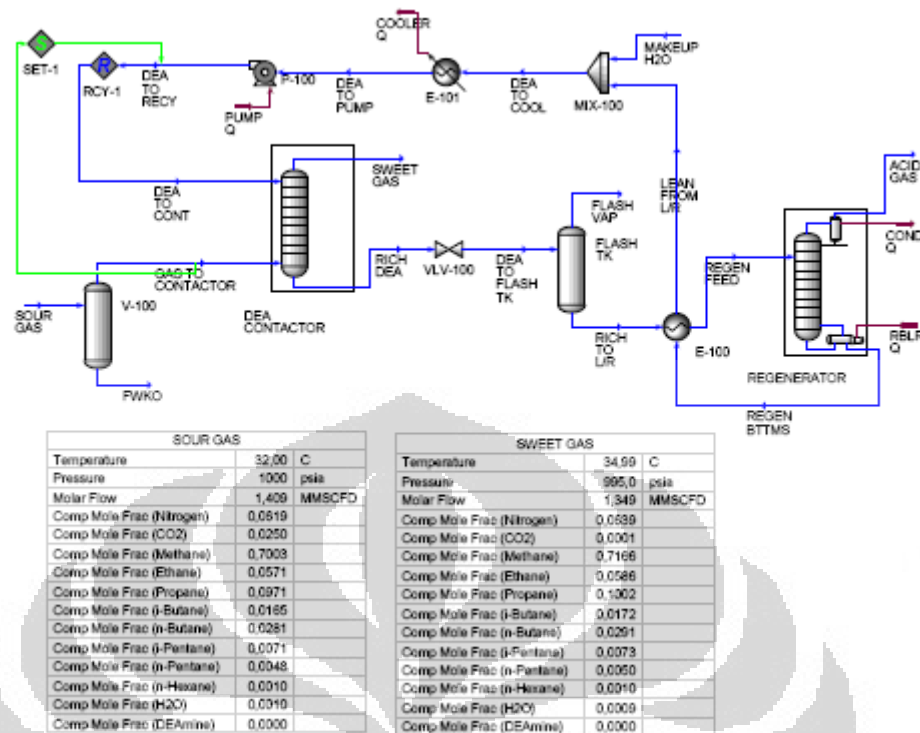 COOLER
Q
MAKEUP
H2O
SET-1
RCY-1
DEA
TO
RECY
P-100
DEA
TO
PUMP
E-101
DEA
TO
COOL
MIX-100
PUMP
Q
SWEET
GAS
DEA
TO
CONT
LEAN
FROM
L/R
ACID
GAS
FLASH
VAP
COND
Q
RICH
DEA
VLV-100
DEA
TO
FLASH
TK
FLASH
TK
REGEN
FEED
GAS TO
CONTACTOR
SOUR
GAS
V-100
DEA
CONTACTOR
RICH
TO
L/R
E-100
RBLR
Q
REGENERATOR
FWKO
REGEN
BTTMS
SOUR GAS
Temperature 32,00 C
Pressure 1000 psia
Molar Flow 1,409 MMSCFD
Comp Mole Frac (Nitrogen) 0,0619
Comp Mole Frac (CO2) 0,0250
Comp Mole Frac (Methane) 0,7003
Comp Mole Frac (Ethane) 0,0571
Comp Mole Frac (Propane) 0,0971
Comp Mole Frac (i-Butane) 0,0165
Comp Mole Frac (n-Butane) 0,0281
Comp Mole Frac (i-Pentane) 0,0071
Comp Mole Frac (n-Pentane) 0,0048
Comp Mole Frac (n-Hexane) 0,0010
Comp Mole Frac (H2O) 0,0010
Comp Mole Frac (DEAmine) 0,0000
SWEET GAS
Temperature 34,99 C
Pressure 995,0 psia
Molar Flow 1,349 MMSCFD
Comp Mole Frac (Nitrogen) 0,0639
Comp Mole Frac (CO2) 0,0001
Comp Mole Frac (Methane) 0,7166
Comp Mole Frac (Ethane) 0,0586
Comp Mole Frac (Propane) 0,1002
Comp Mole Frac (i-Butane) 0,0172
Comp Mole Frac (n-Butane) 0,0291
Comp Mole Frac (i-Pentane) 0,0073
Comp Mole Frac (n-Pentane) 0,0050
Comp Mole Frac (n-Hexane) 0,0010
Comp Mole Frac (H2O) 0,0009
Comp Mole Frac (DEAmine) 0,0000